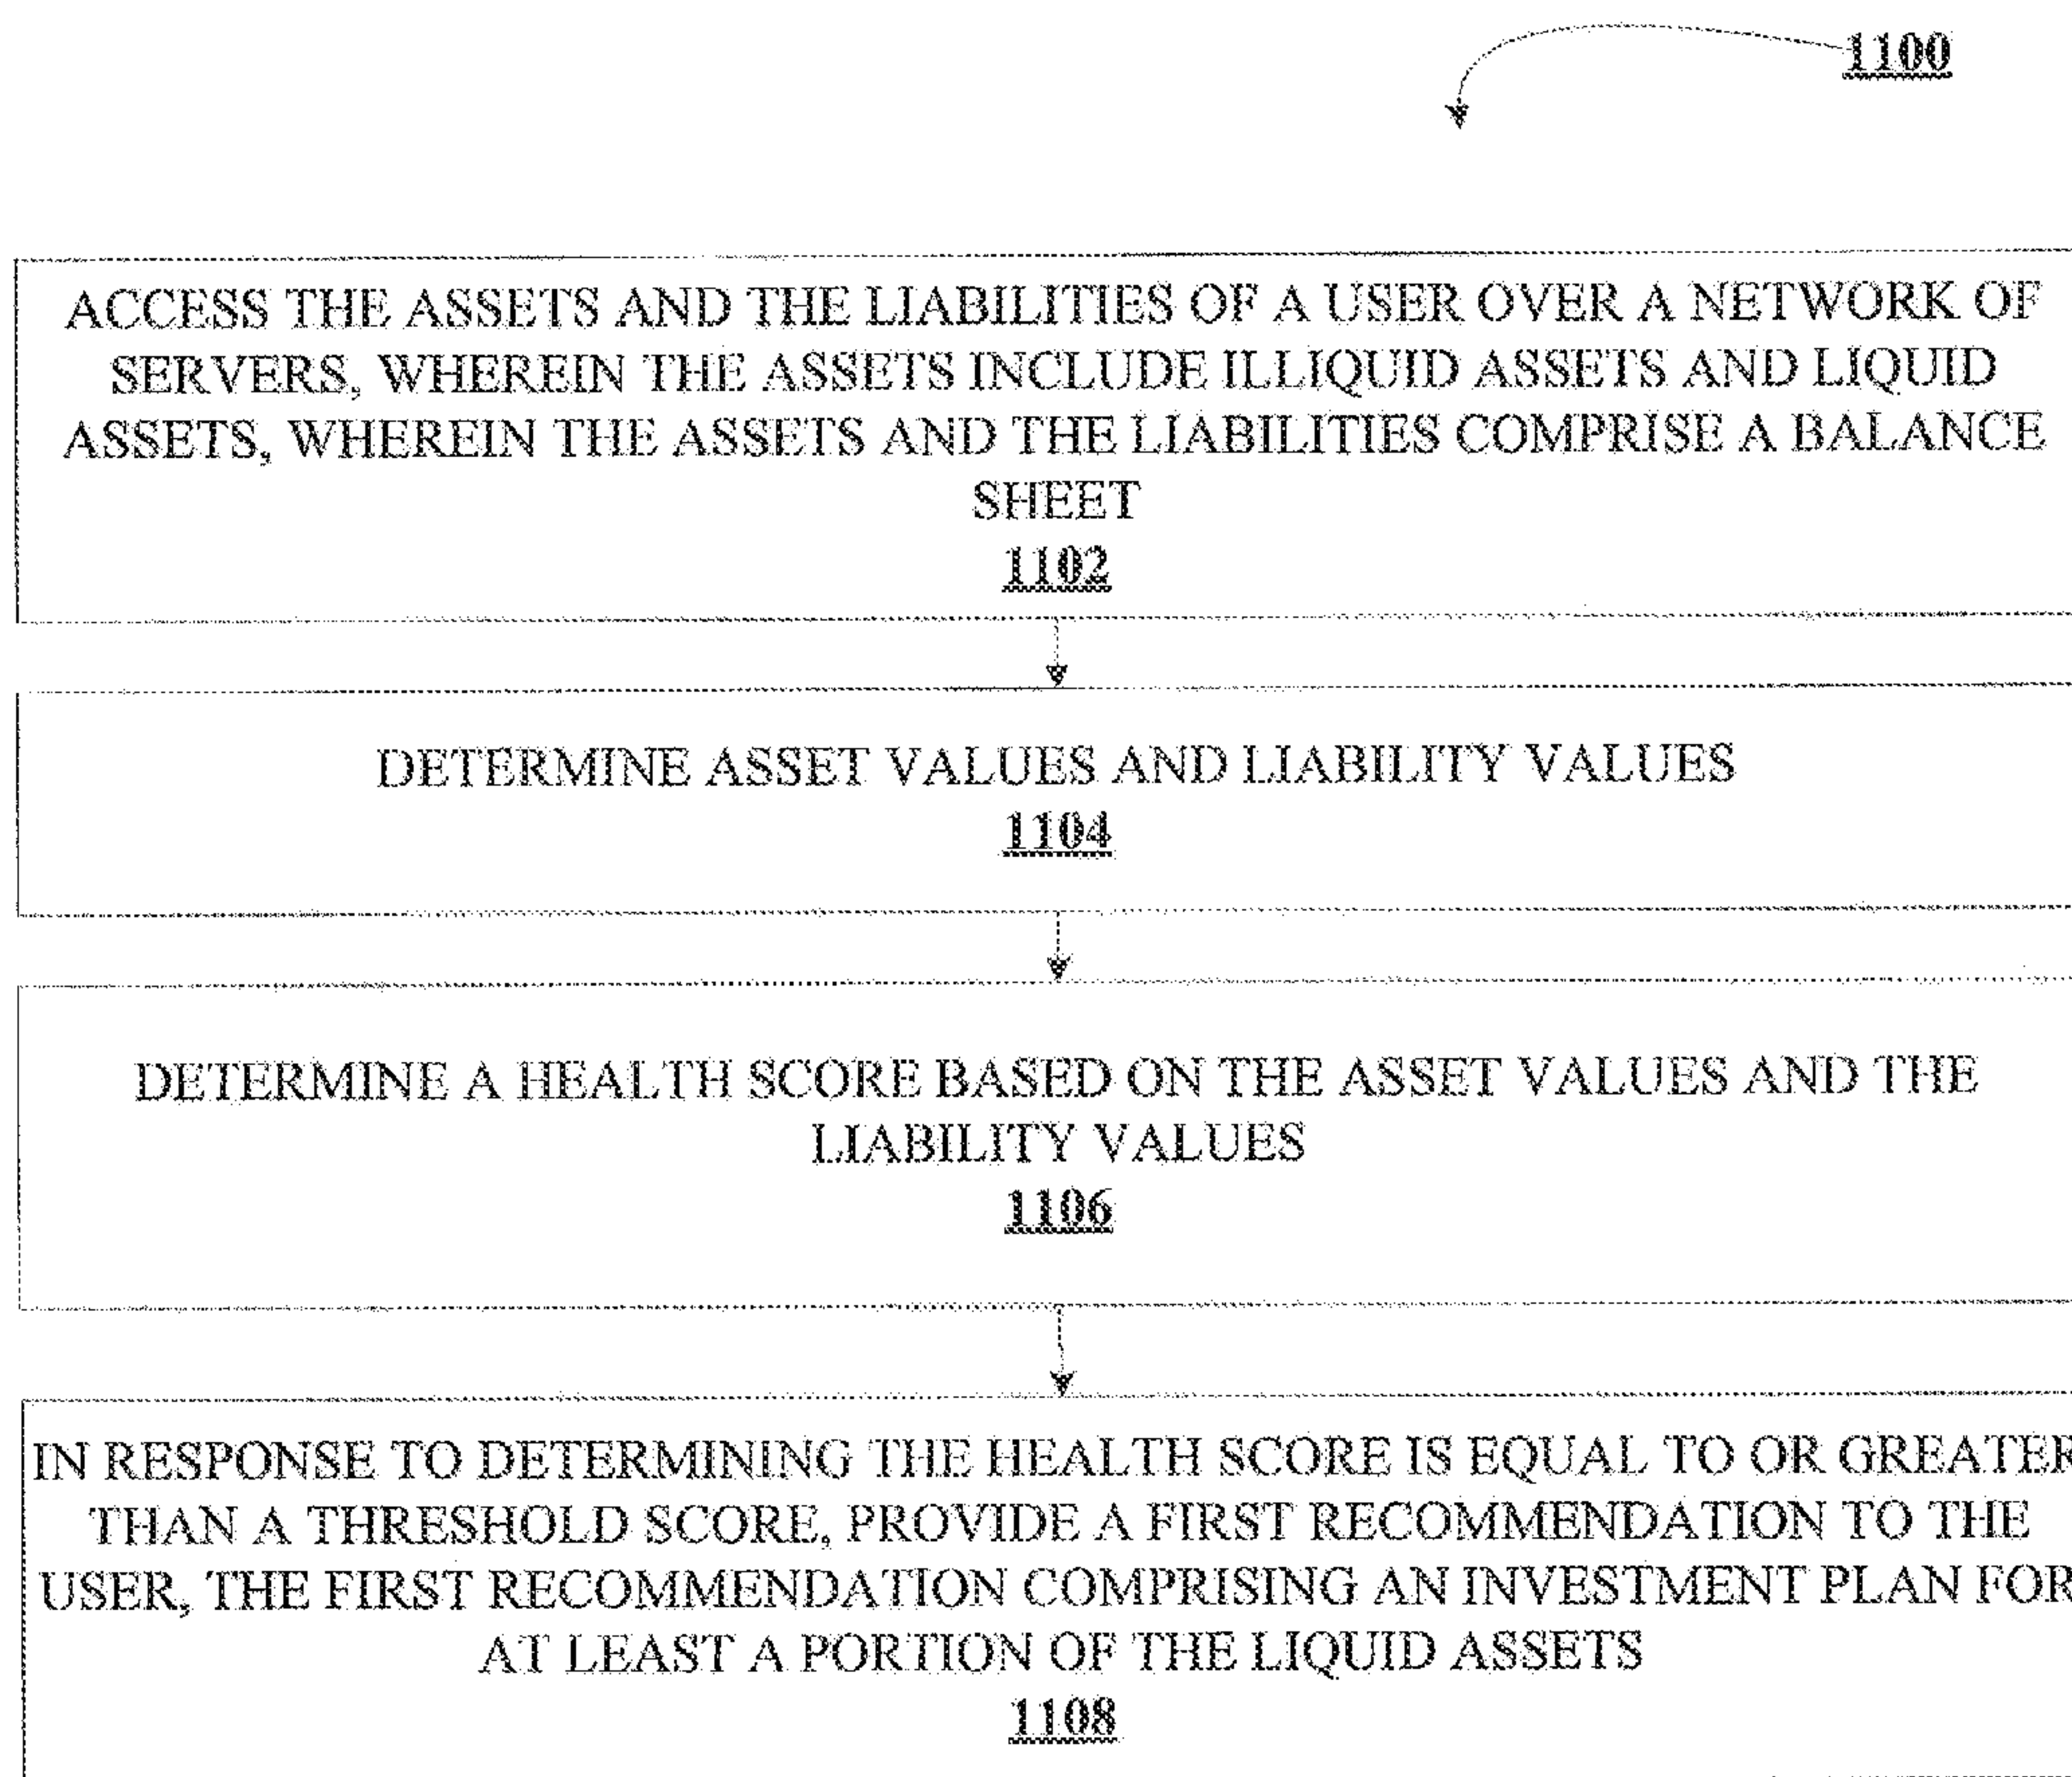 1100
ACCESS THE ASSETS AND THE LIABILITIES OF A USER OVER A NETWORK OF
SERVERS, WHEREIN THE ASSETS INCLUDE ILLIQUID ASSETS AND LIQUID
ASSETS, WHEREIN THE ASSETS AND THE LIABILITIES COMPRISE A BALANCE
SHEET
1102
DETERMINE ASSET VALUES AND LIABILITY VALUES
1104
DETERMINE A HEALTH SCORE BASED ON THE ASSET VALUES AND THE
LIABILITY VALUES
1106
IN RESPONSE TO DETERMINING THE HEALTH SCORE IS EQUAL TO OR GREATER
THAN A THRESHOLD SCORE, PROVIDE A FIRST RECOMMENDATION TO THE
USER, THE FIRST RECOMMENDATION COMPRISING AN INVESTMENT PLAN FOR
AT LEAST A PORTION OF THE LIQUID ASSETS
1108